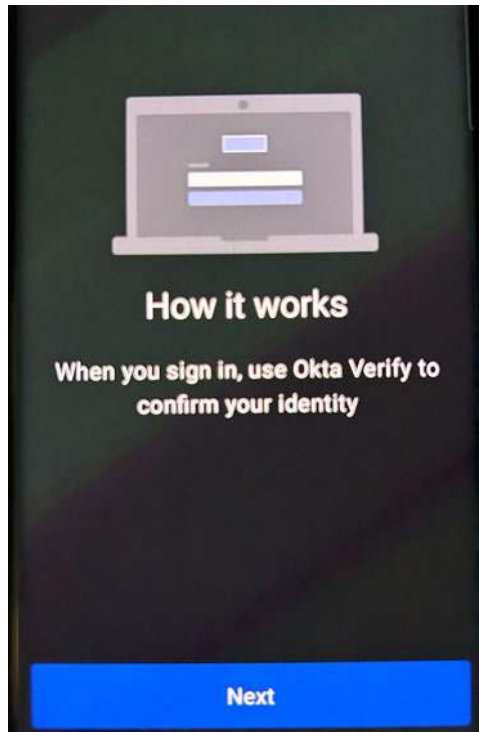 How it works
When you sign in, use Okta Verify to
confirm your identity
Next